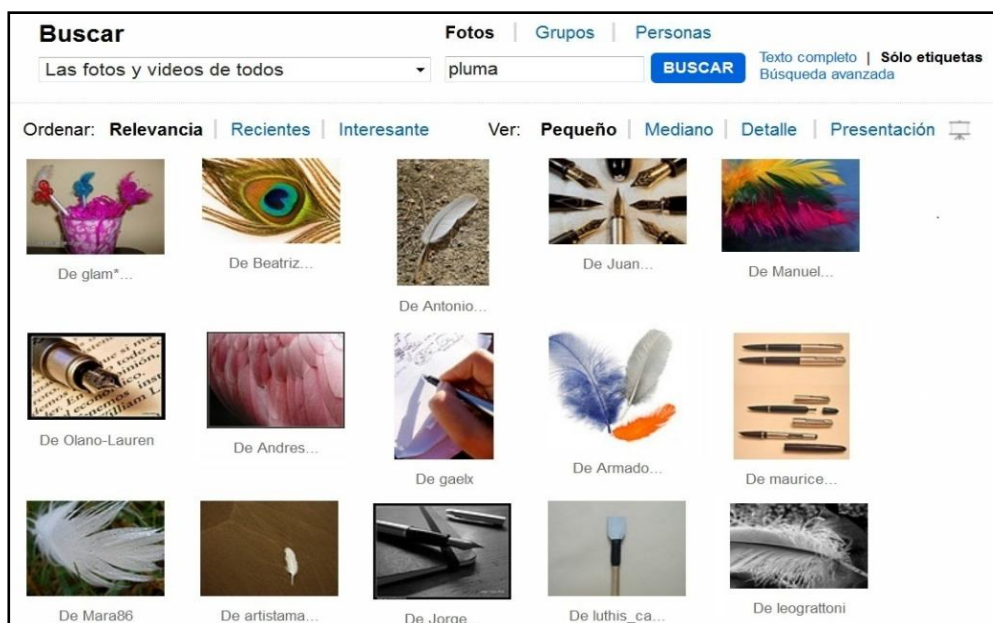 Buscar
Fotos | Grupos | Personas
Las fotos y videos de todos
pluma
BUSCAR
Texto completo | Sólo etiquetas
Búsqueda avanzada
Ordenar: Relevancia | Recientes | Interesante
Ver: Pequeño | Mediano | Detalle | Presentación
De glam*...
De Beatriz...
De Antonio...
De Juan...
De Manuel...
De Olano-Lauren
De Andres...
De gaelx
De Armado...
De maurice...
De Mara86
De artistama...
De Jorge...
De luthis_ca...
De leograttoni